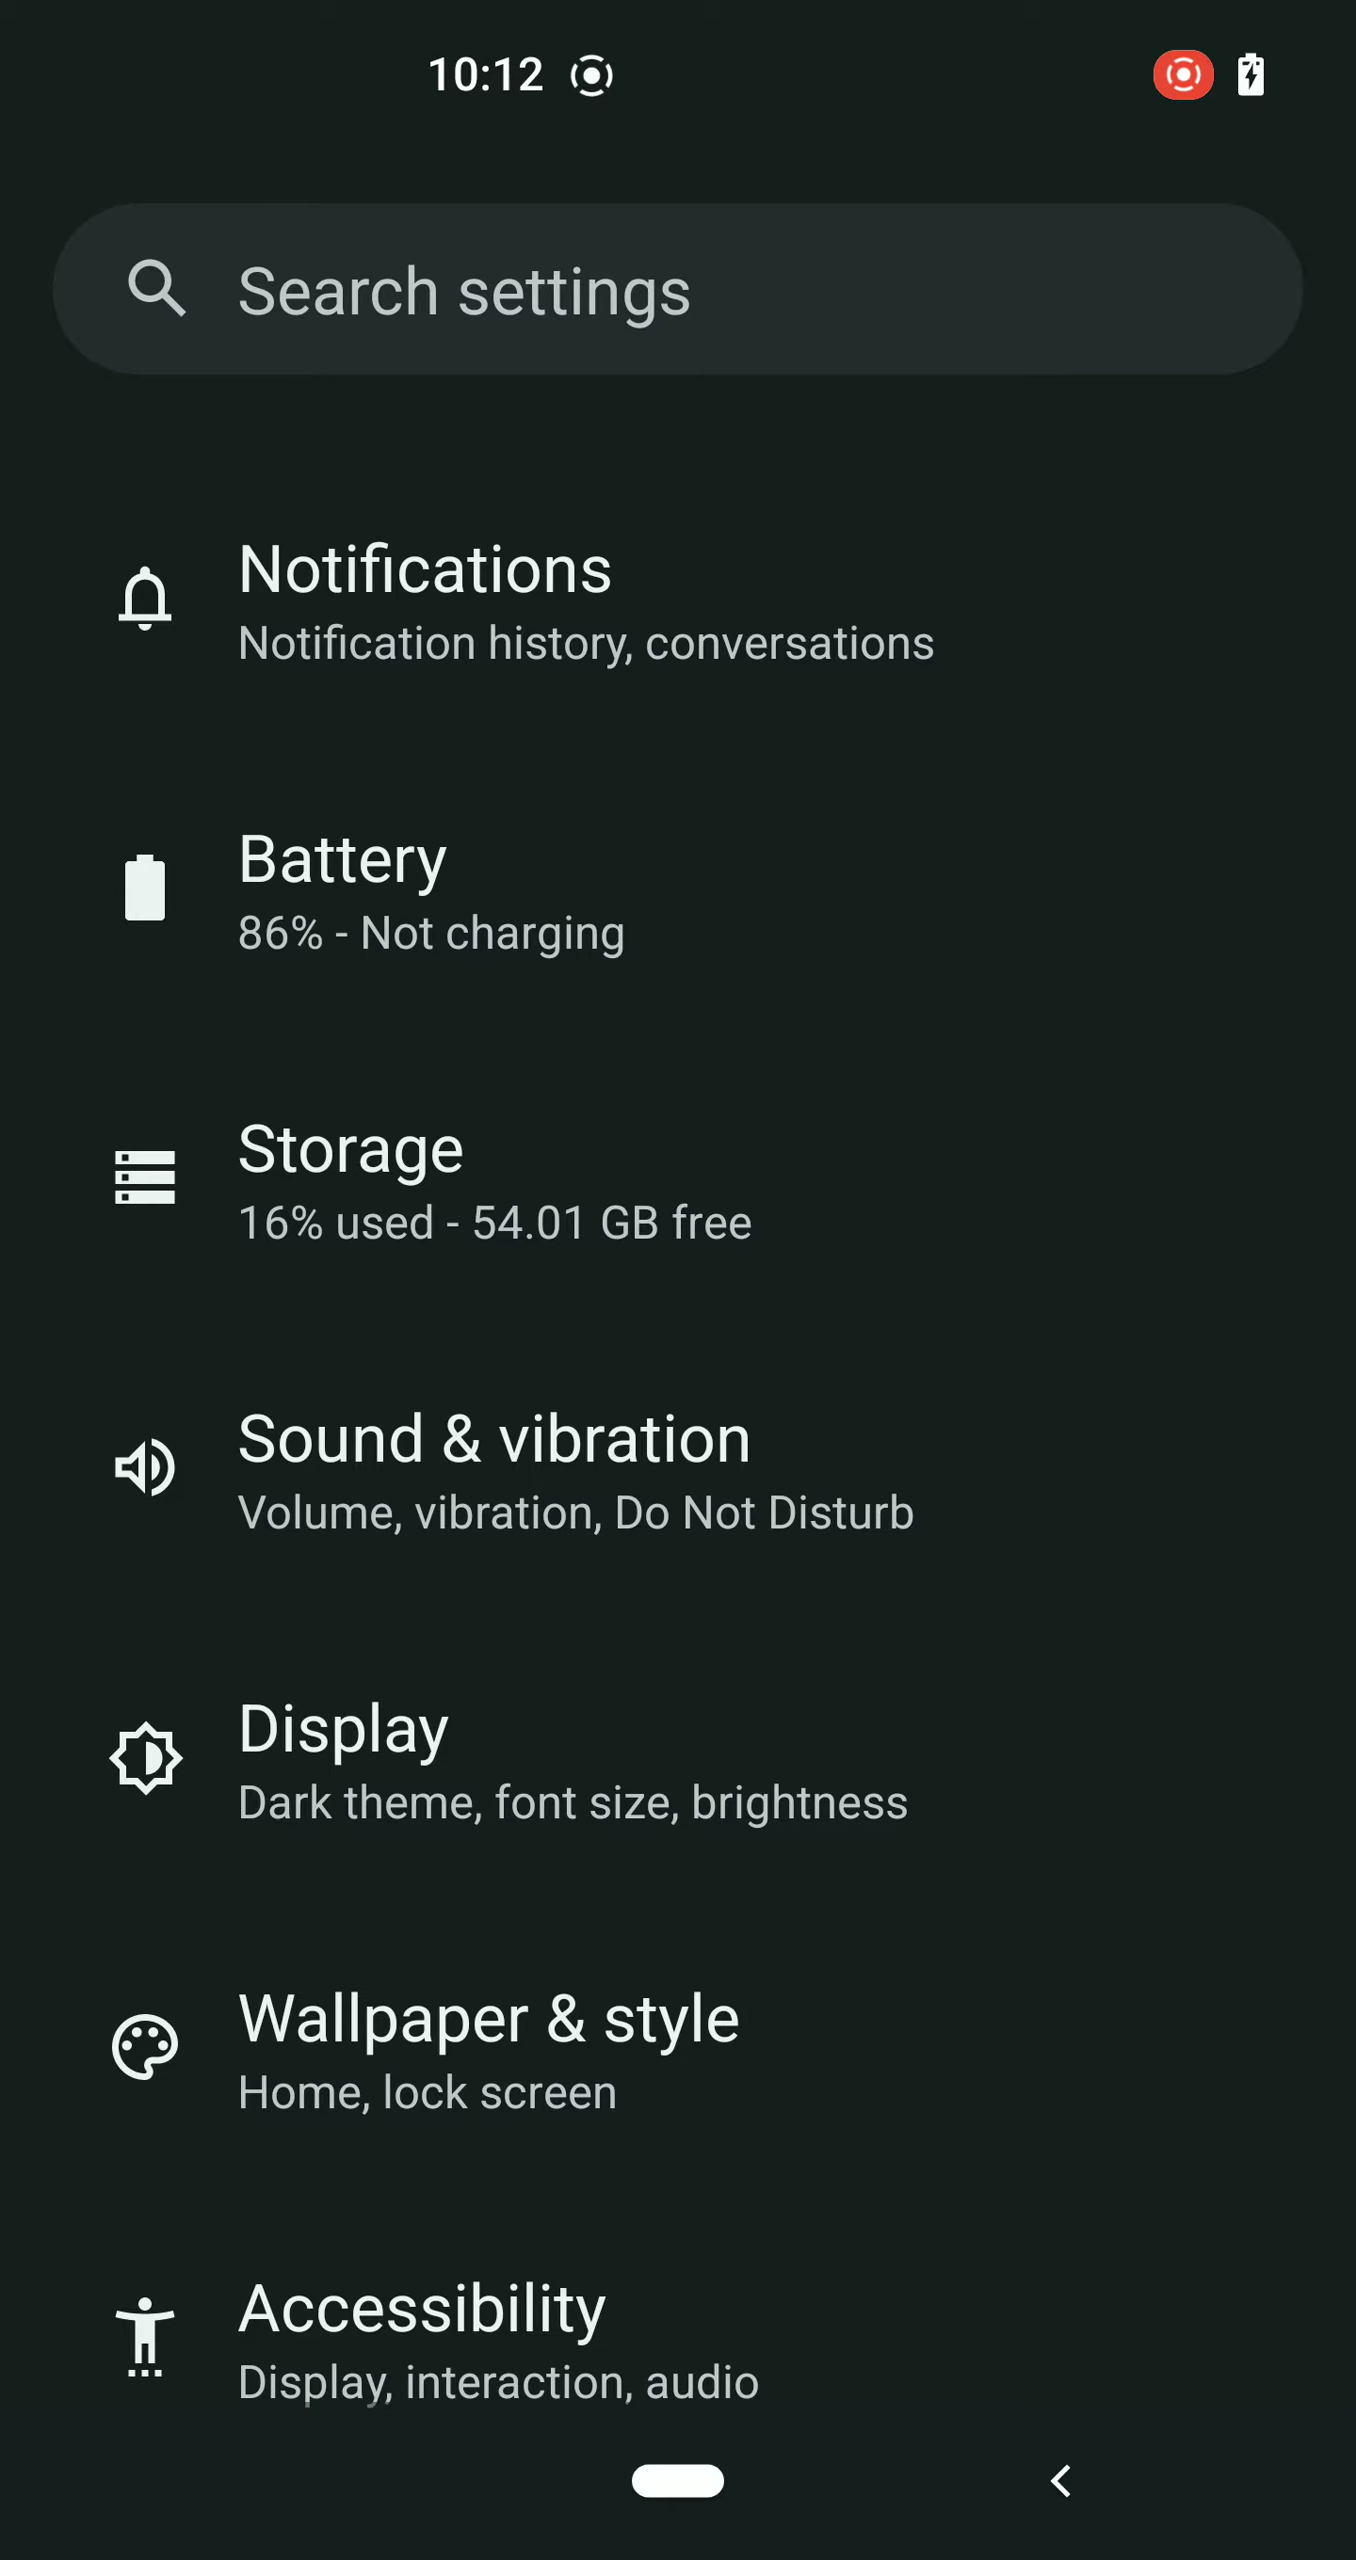 10:12
Search settings
Notifications
Notification history, conversations
Battery
86% - Not charging
Storage
16% used - 54.01 GB free
Sound & vibration
Volume, vibration, Do Not Disturb
Display
Dark theme, font size, brightness
Wallpaper & style
Home, lock screen
Accessibility
Display, interaction, audio